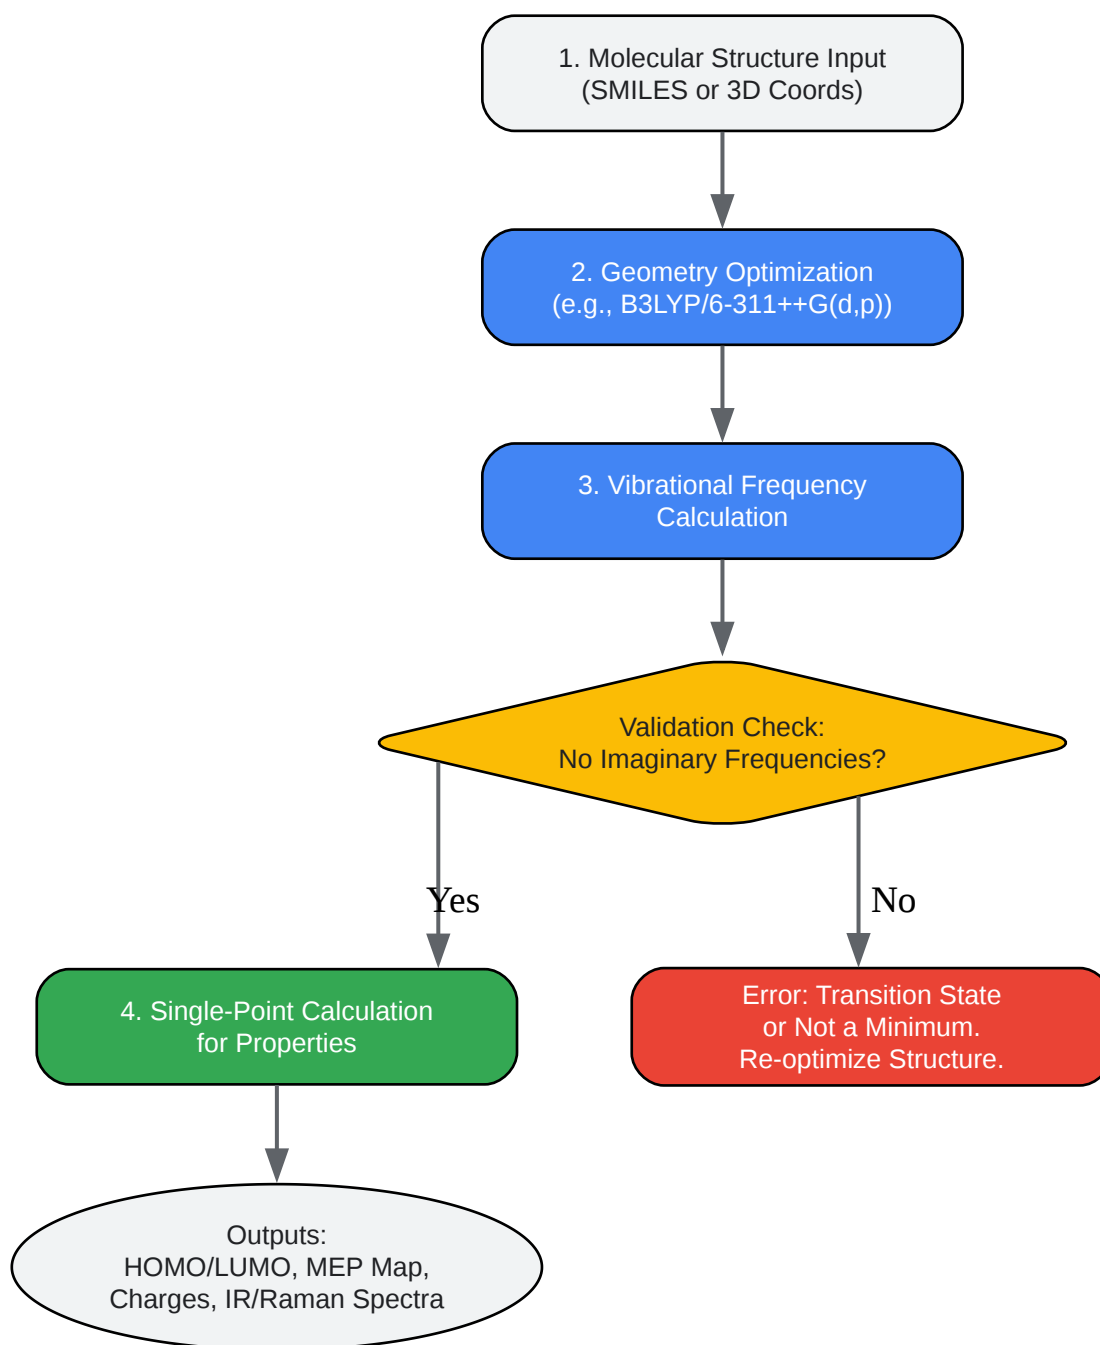 1. Molecular Structure Input
(SMILES or 3D Coords)
2. Geometry Optimization
(e.g., B3LYP/6-311++G(d,p))
3. Vibrational Frequency
Calculation
Validation Check:
No Imaginary Frequencies?
Yes
No
4. Single-Point Calculation
for Properties
Error: Transition State
or Not a Minimum.
Re-optimize Structure.
Outputs:
HOMO/LUMO, MEP Map,
Charges, IR/Raman Spectra